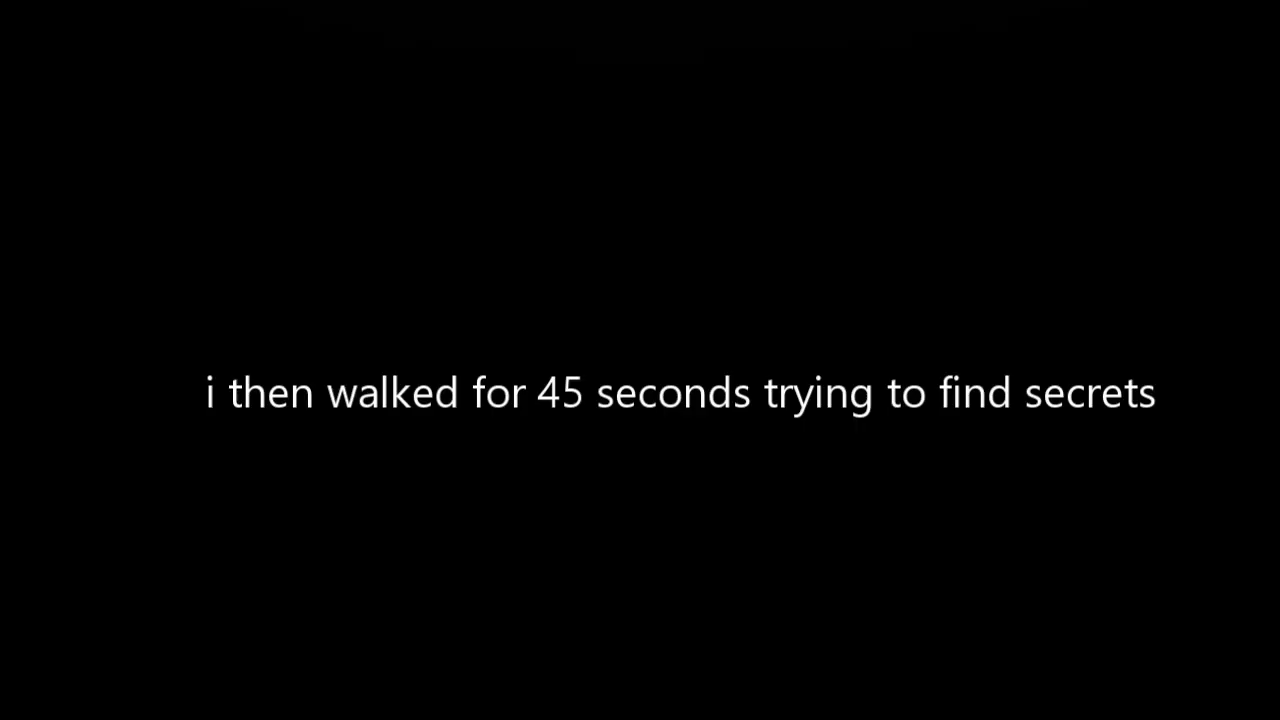 i then walked for 45 seconds trying to find secrets